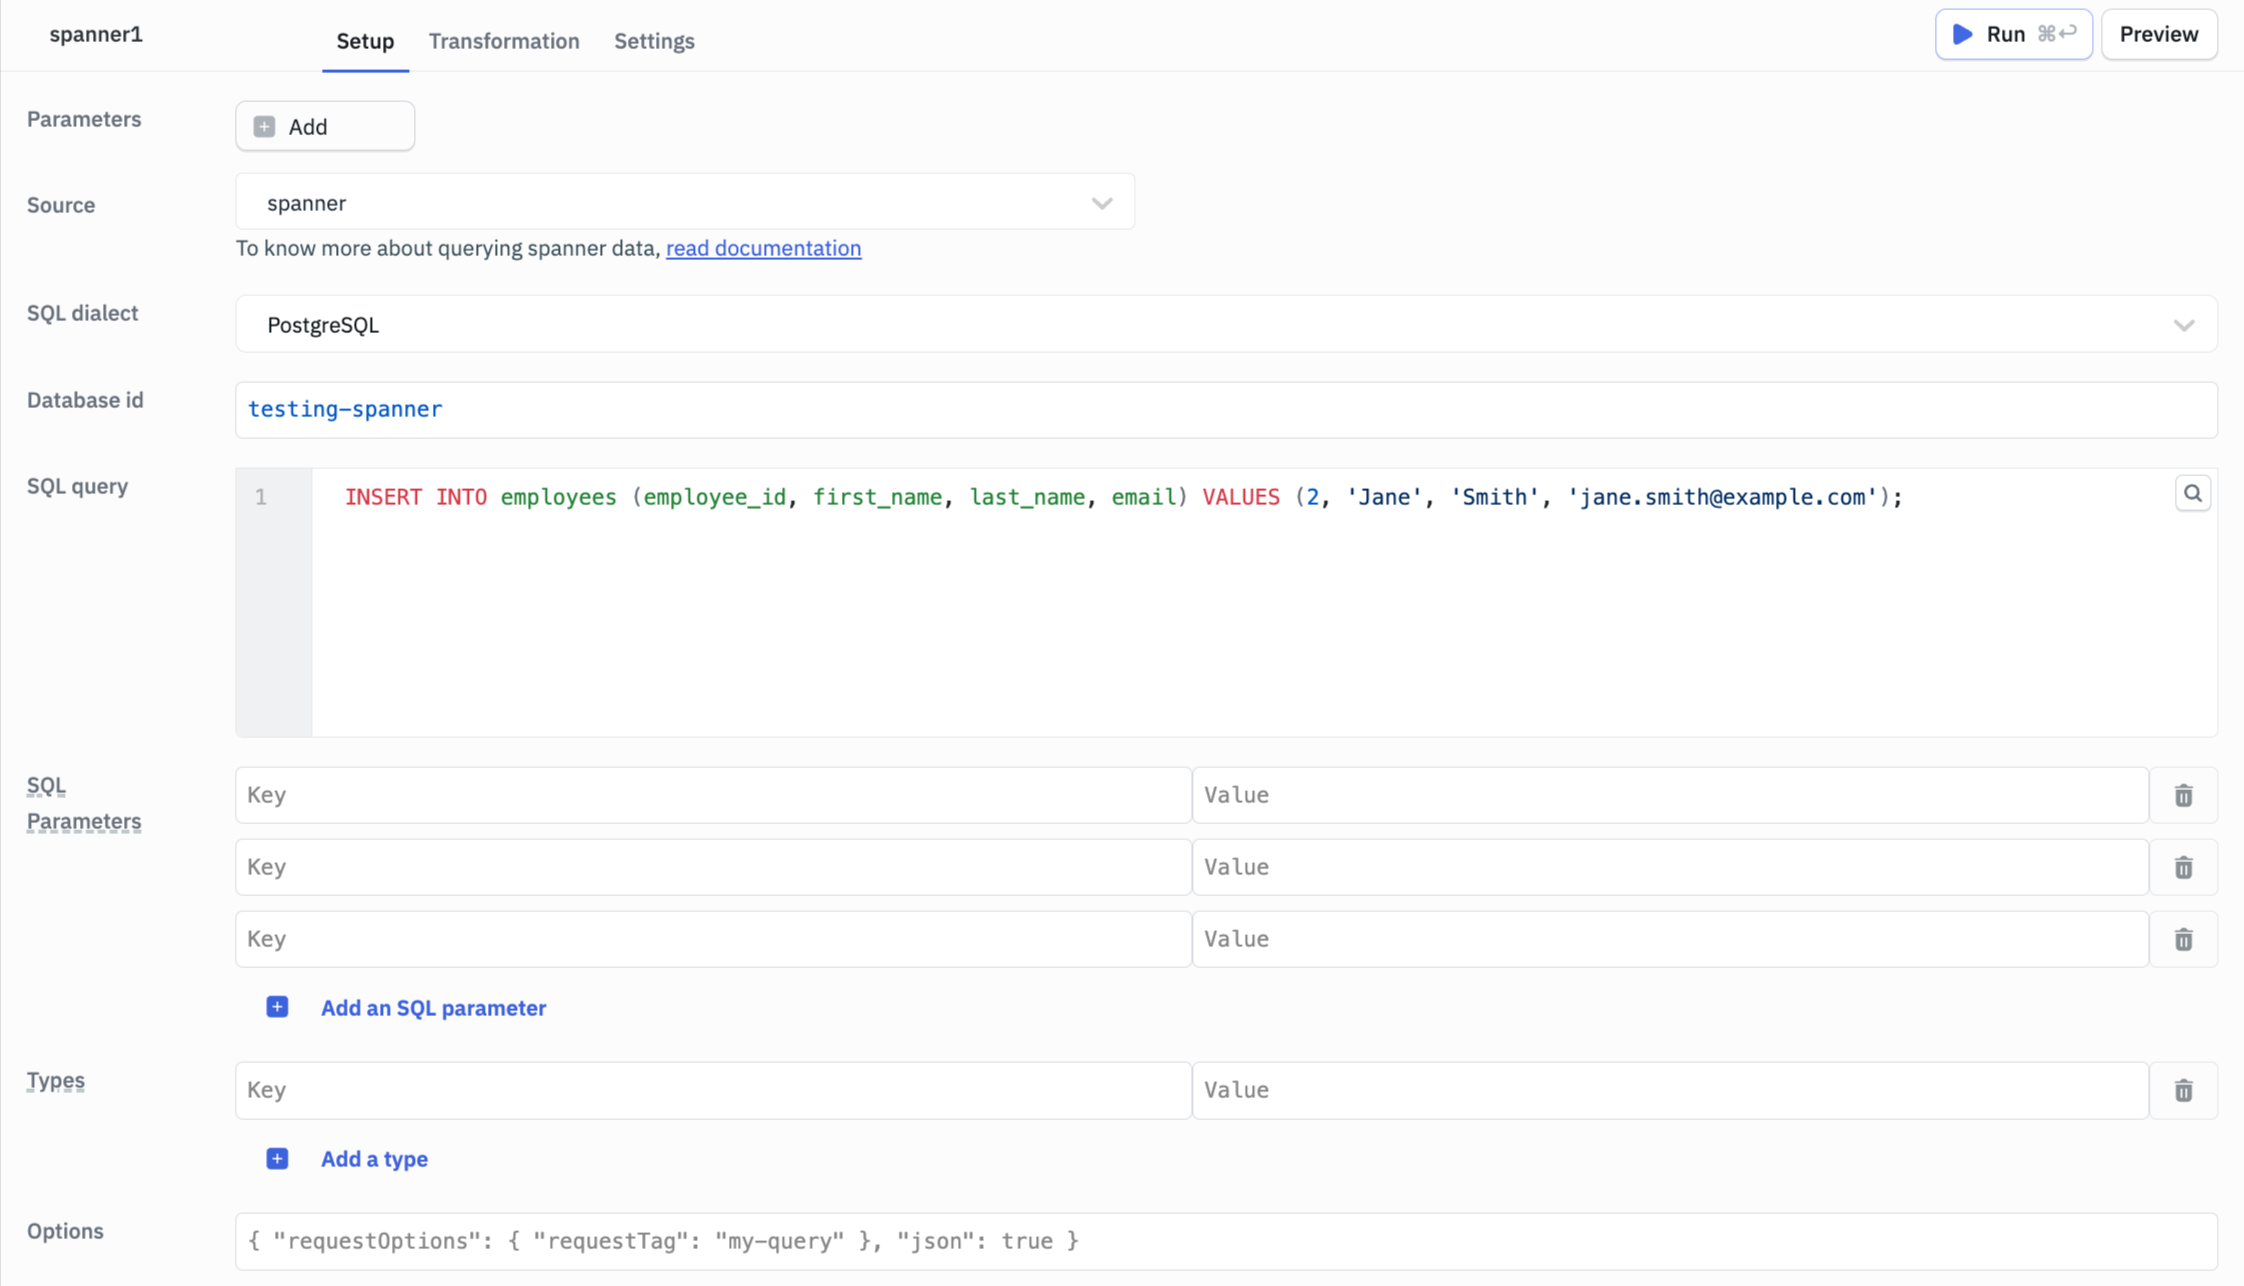 spanner1
Setup Transformation Settings
Run ⌘↩ Preview
Parameters
Add
Source
spanner
To know more about querying spanner data, read documentation
SQL dialect
PostgreSQL
Database id
testing-spanner
SQL query
1 INSERT INTO employees (employee_id, first_name, last_name, email) VALUES (2, 'Jane', 'Smith', 'jane.smith@example.com');
SQL
Parameters
Key Value
Key Value
Key Value
Add an SQL parameter
Types
Key Value
Add a type
Options
{ "requestOptions": { "requestTag": "my-query" }, "json": true }